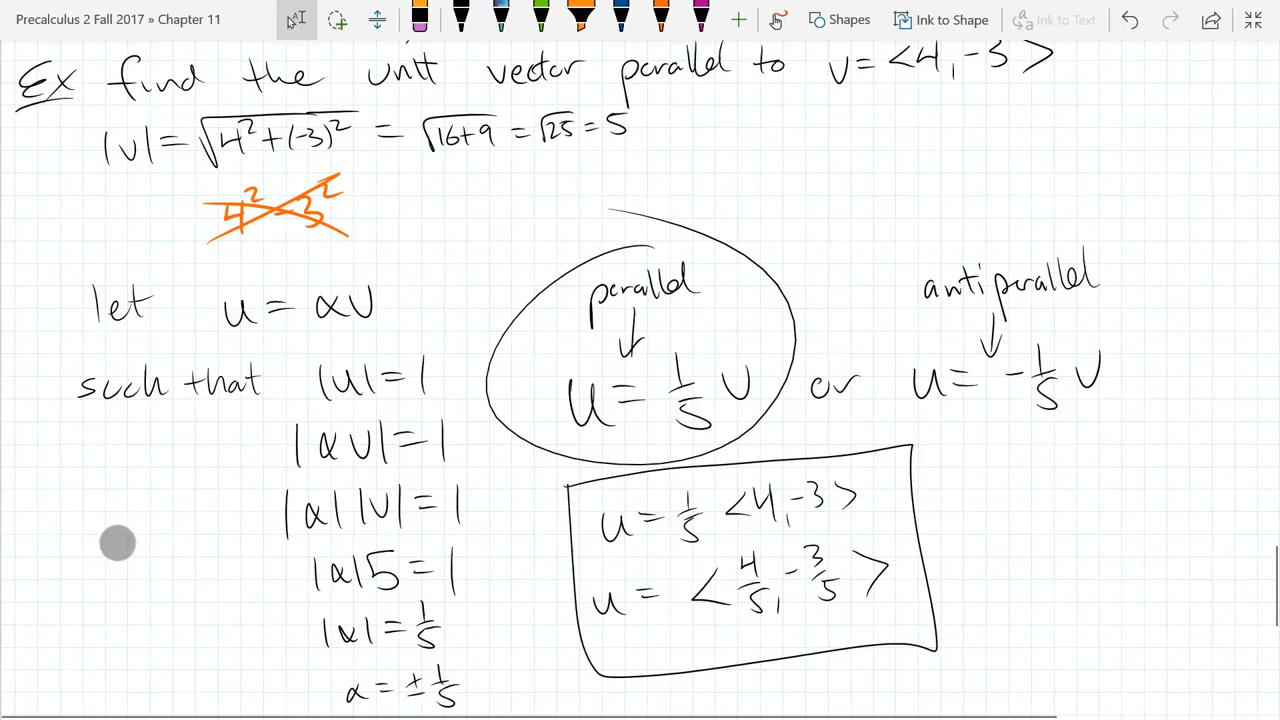 Precalculus 2 Fall 2017 » Chapter 11
Shapes
Ink to Shape
Ink to Text
Ex find the unit vector parallel to v = <4, -3>
|v| = √4² + (-3)² = √16+9 = √25 = 5
4² - 3²
let u = αv
such that |u| = 1
|αv| = 1
|α||v| = 1
|α|5 = 1
|α| = 1/5
α = ± 1/5
parallel
↓
u = 1/5 v or
antiparallel
↓
u = - 1/5 v
u = 1/5 <4, -3>
u = <4/5, -3/5>